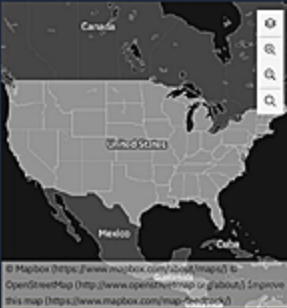 Canada
United States
Mexico
Cuba
Guatemala
© Mapbox (https://www.mapbox.com/about/maps/) ©
OpenStreetMap (http://www.openstreetmap.org/about/) Improve
this map (https://www.mapbox.com/map-feedback/)